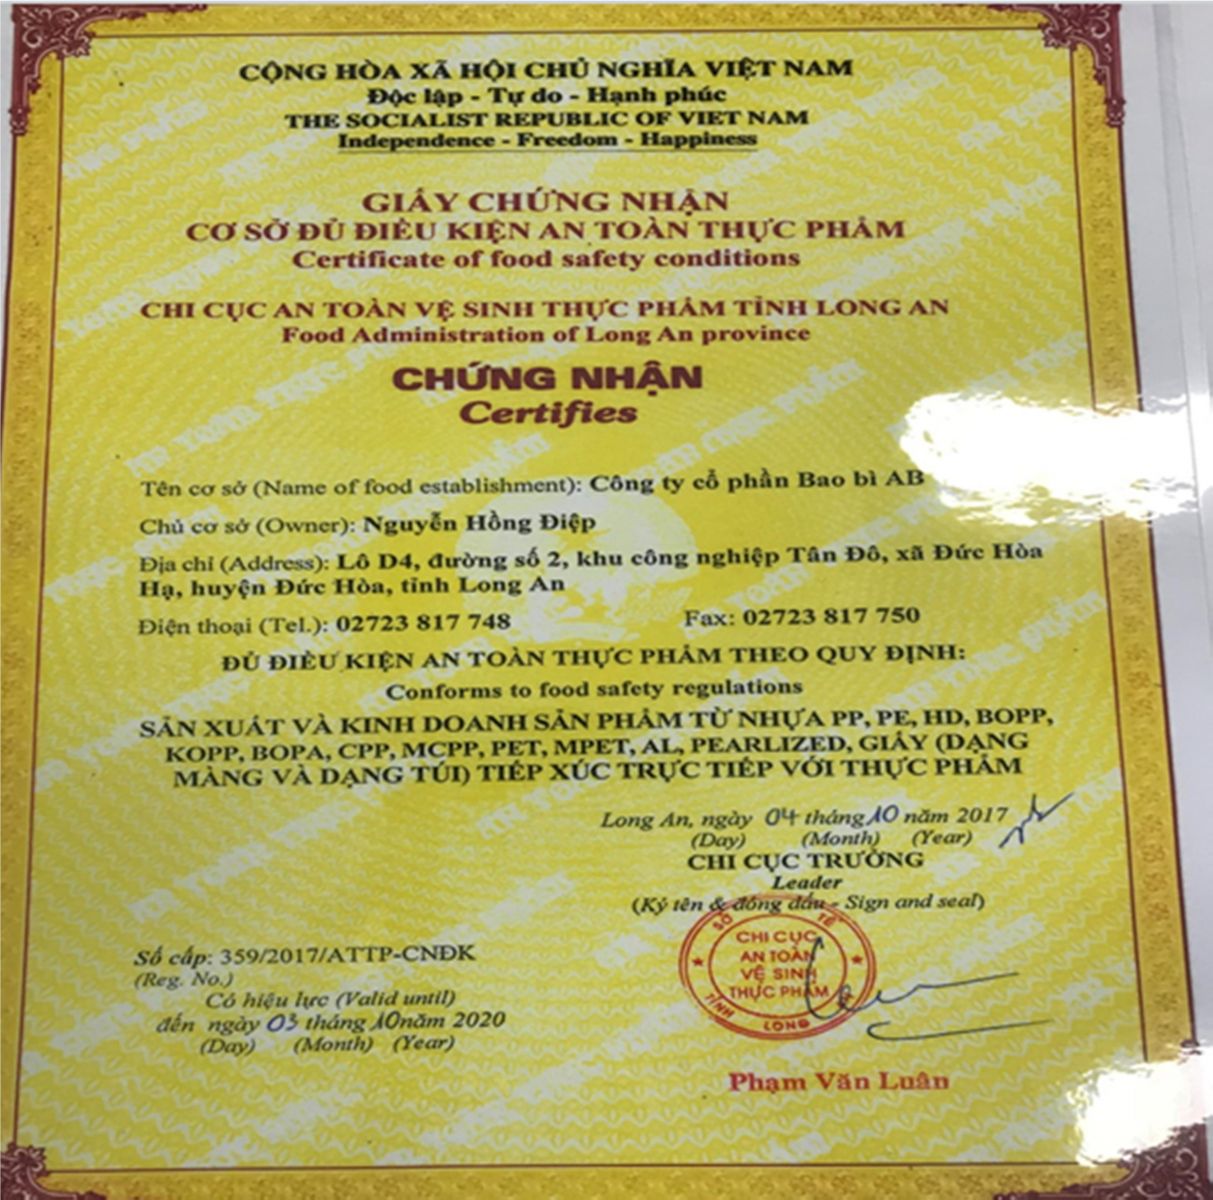 CỘNG HÒA XÃ HỘI CHỦ NGHĨA VIỆT NAM
Độc lập - Tự do - Hạnh phúc
THE SOCIALIST REPUBLIC OF VIET NAM
Independence - Freedom - Happiness
GIẤY CHỨNG NHẬN
CƠ SỞ ĐỦ ĐIỀU KIỆN AN TOÀN THỰC PHẨM
Certificate of food safety conditions
CHI CỤC AN TOÀN VỆ SINH THỰC PHẨM TỈNH LONG AN
Food Administration of Long An province
CHỨNG NHẬN
Certifies
Tên cơ sở (Name of food establishment): Công ty cổ phần Bao bì AB
Chủ cơ sở (Owner): Nguyễn Hồng Điệp
Địa chỉ (Address): Lô D4, đường số 2, khu công nghiệp Tân Đô, xã Đức Hòa
Hạ, huyện Đức Hòa, tỉnh Long An
Điện thoại (Tel.): 02723 817 748 Fax: 02723 817 750
ĐỦ ĐIỀU KIỆN AN TOÀN THỰC PHẨM THEO QUY ĐỊNH:
Conforms to food safety regulations
SẢN XUẤT VÀ KINH DOANH SẢN PHẨM TỪ NHỰA PP, PE, HD, BOPP,
KOPP, BOPA, CPP, MCPP, PET, MPET, AL, PEARLIZED, GIẤY (DẠNG
MÀNG VÀ DẠNG TÚI) TIẾP XÚC TRỰC TIẾP VỚI THỰC PHẨM
Long An, ngày 04 tháng 10 năm 2017
(Day) (Month) (Year)
CHI CỤC TRƯỞNG
Leader
(Ký tên & đóng dấu - Sign and seal)
SỞ Y TẾ
CHI CỤC
AN TOÀN
VỆ SINH
THỰC PHẨM
TỈNH LONG
Số cấp: 359/2017/ATTP-CNĐK
(Reg. No.)
Có hiệu lực (Valid until)
đến ngày 03 tháng 10 năm 2020
(Day) (Month) (Year)
Phạm Văn Luân